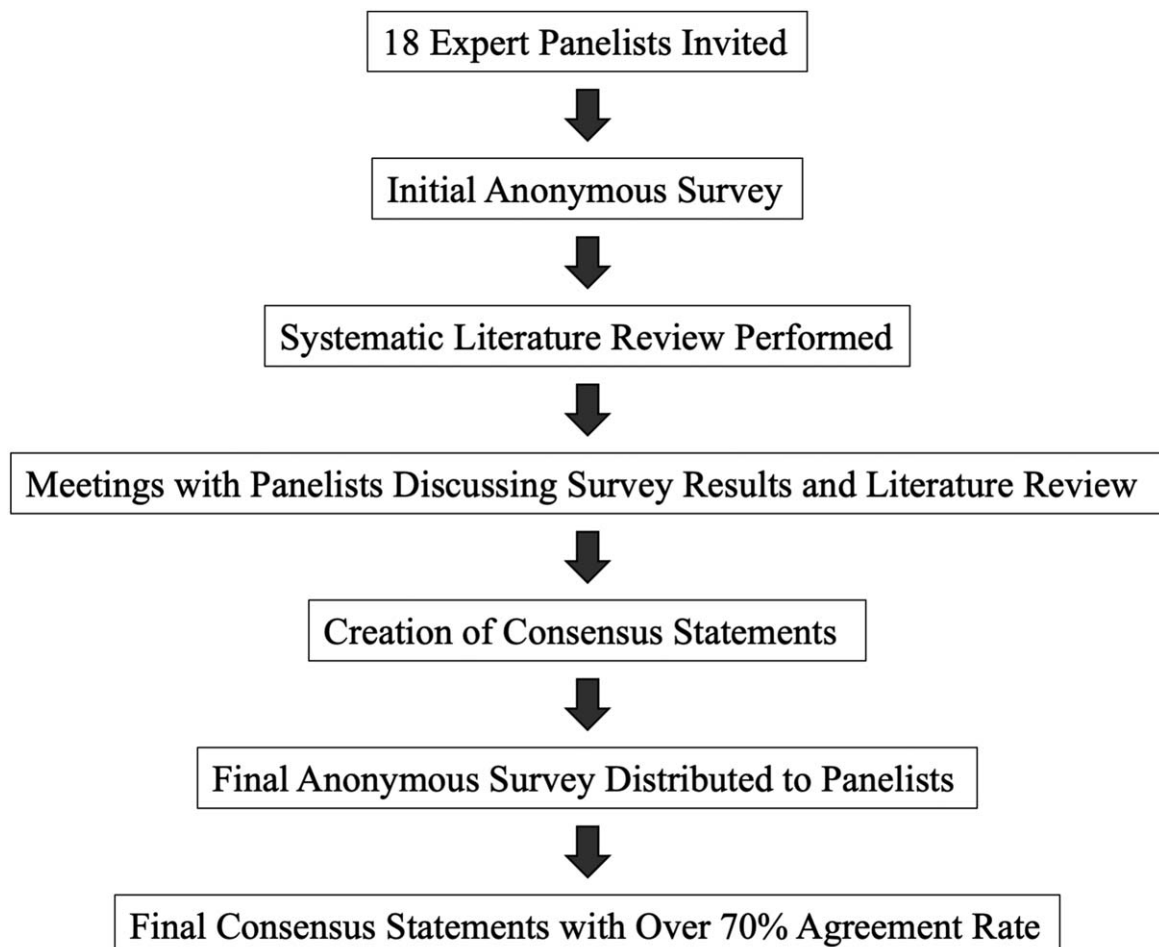 18 Expert Panelists Invited
Initial Anonymous Survey
Systematic Literature Review Performed
Meetings with Panelists Discussing Survey Results and Literature Review
Creation of Consensus Statements
Final Anonymous Survey Distributed to Panelists
Final Consensus Statements with Over 70% Agreement Rate